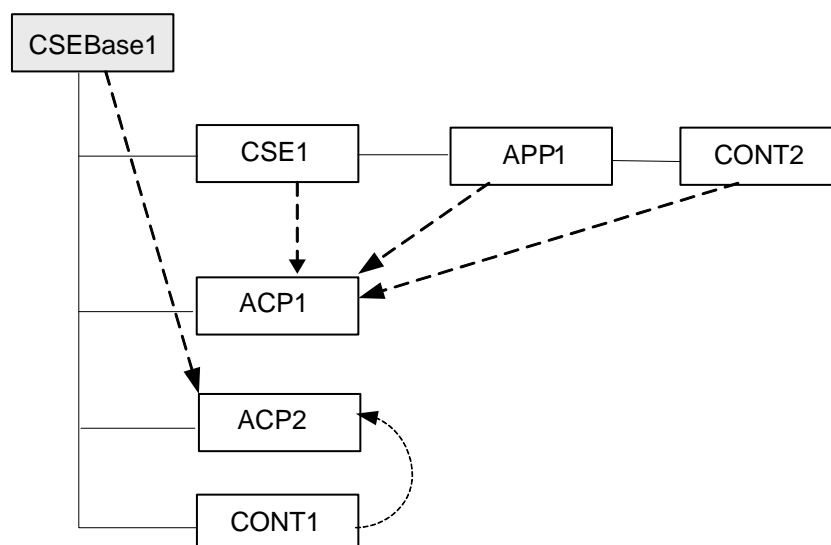 CSEBase1
CSE1
APP1
CONT2
ACP1
ACP2
CONT1